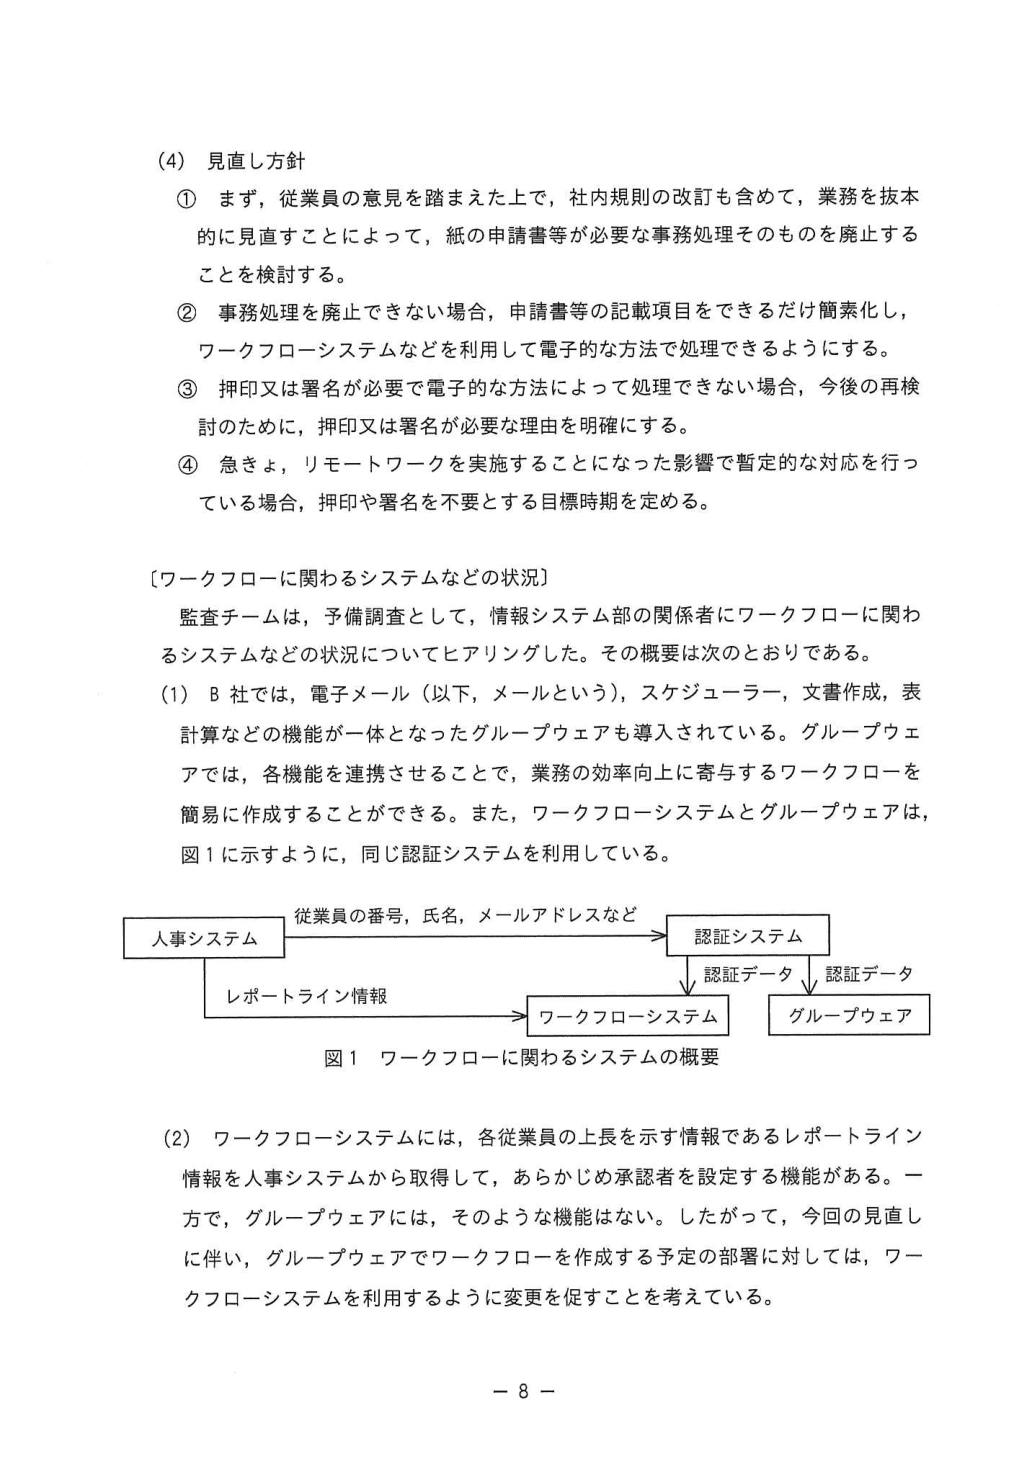 (4) 見直し方針
① まず，従業員の意見を踏まえた上で，社内規則の改訂も含めて，業務を抜本
的に見直すことによって，紙の申請書等が必要な事務処理そのものを廃止する
ことを検討する。
② 事務処理を廃止できない場合，申請書等の記載項目をできるだけ簡素化し，
ワークフローシステムなどを利用して電子的な方法で処理できるようにする。
③ 押印又は署名が必要で電子的な方法によって処理できない場合，今後の再検
討のために，押印又は署名が必要な理由を明確にする。
④ 急きょ，リモートワークを実施することになった影響で暫定的な対応を行っ
ている場合，押印や署名を不要とする目標時期を定める。
〔ワークフローに関わるシステムなどの状況〕
監査チームは，予備調査として，情報システム部の関係者にワークフローに関わ
るシステムなどの状況についてヒアリングした。その概要は次のとおりである。
(1) B 社では，電子メール（以下，メールという），スケジューラー，文書作成，表
計算などの機能が一体となったグループウェアも導入されている。グループウェ
アでは，各機能を連携させることで，業務の効率向上に寄与するワークフローを
簡易に作成することができる。また，ワークフローシステムとグループウェアは，
図1に示すように，同じ認証システムを利用している。
従業員の番号，氏名，メールアドレスなど
人事システム
認証システム
認証データ
認証データ
レポートライン情報
ワークフローシステム
グループウェア
図1 ワークフローに関わるシステムの概要
(2) ワークフローシステムには，各従業員の上長を示す情報であるレポートライン
情報を人事システムから取得して，あらかじめ承認者を設定する機能がある。一
方で，グループウェアには，そのような機能はない。したがって，今回の見直し
に伴い，グループウェアでワークフローを作成する予定の部署に対しては，ワー
クフローシステムを利用するように変更を促すことを考えている。
― 8 ―